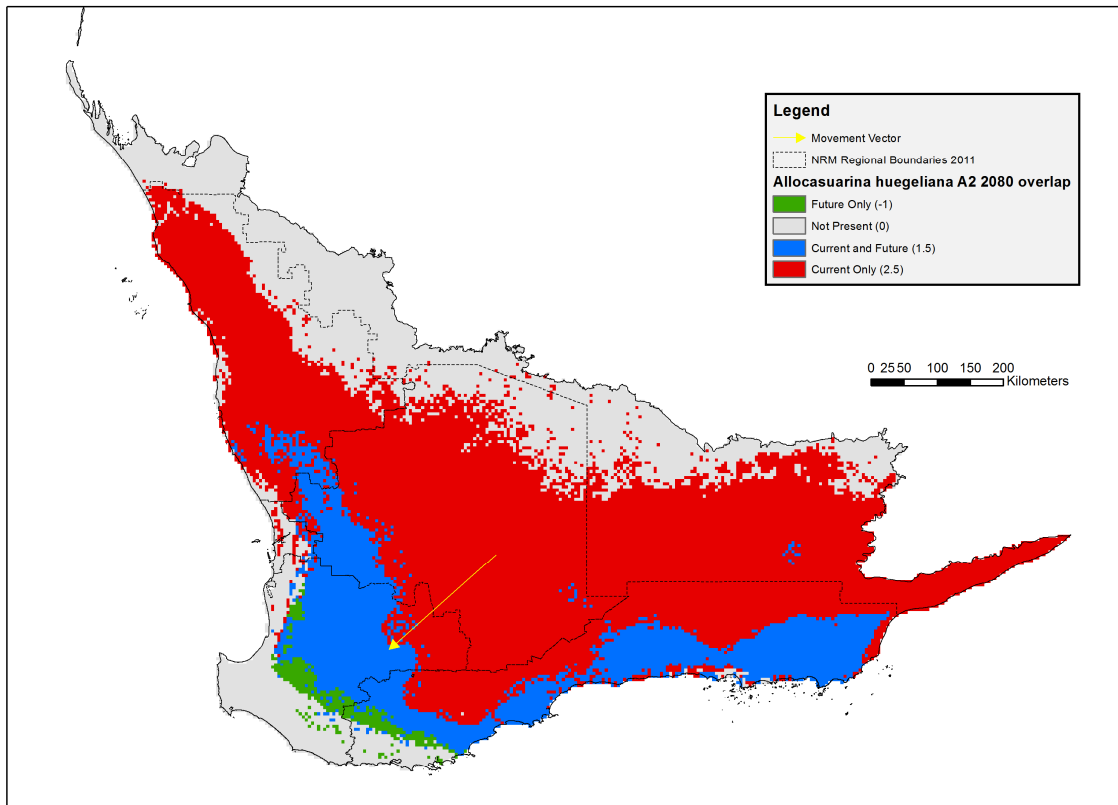 Legend
Movement Vector
NRM Regional Boundaries 2011
Allocasuarina huegeliana A2 2080 overlap
Future Only (-1)
Not Present (0)
Current and Future (1.5)
Current Only (2.5)
0 25 50 100 150 200
Kilometers